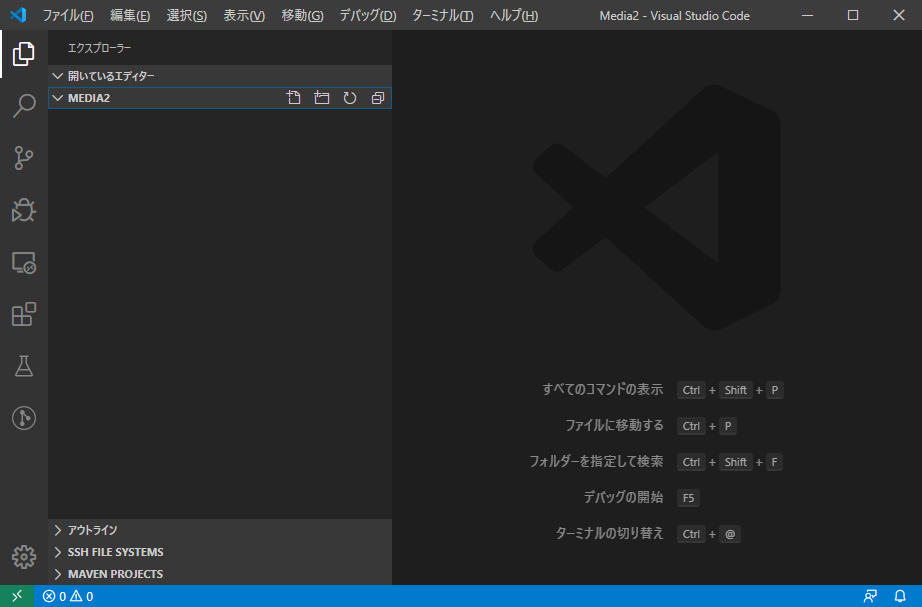 ファイル(F) 編集(E) 選択(S) 表示(V) 移動(G) デバッグ(D) ターミナル(T) ヘルプ(H) Media2 - Visual Studio Code
エクスプローラー
開いているエディター
MEDIA2
すべてのコマンドの表示 Ctrl + Shift + P
ファイルに移動する Ctrl + P
フォルダーを指定して検索 Ctrl + Shift + F
デバッグの開始 F5
ターミナルの切り替え Ctrl + @
アウトライン
SSH FILE SYSTEMS
MAVEN PROJECTS
0 0